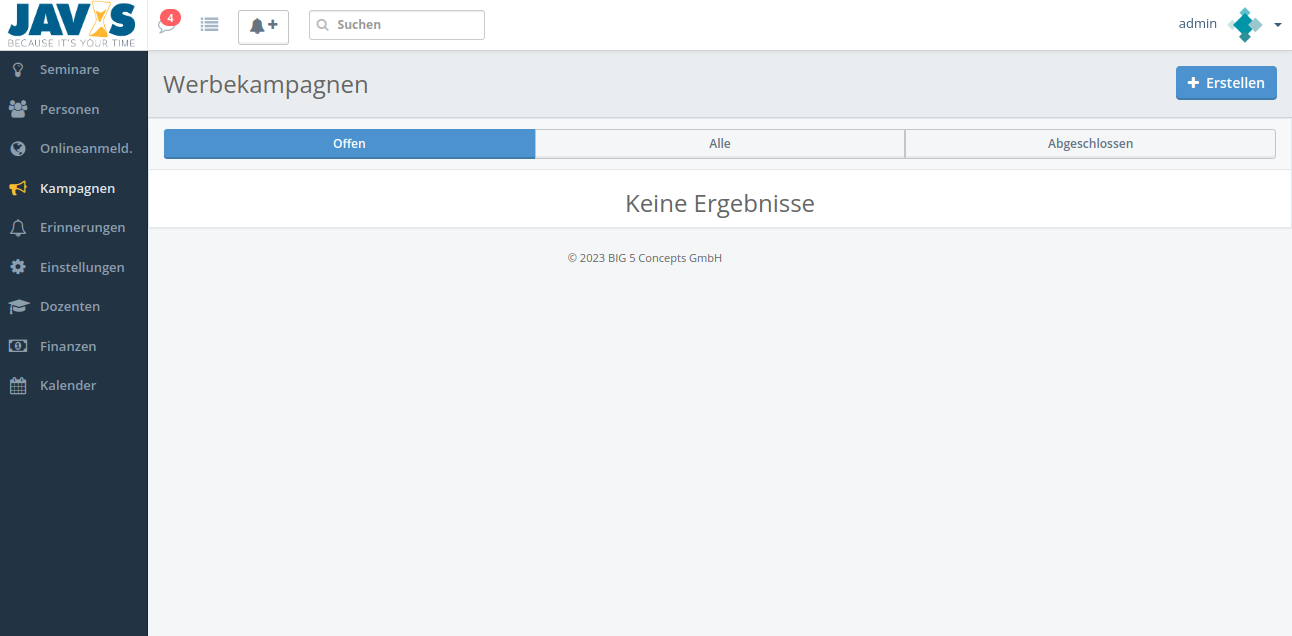 JAVIS
BECAUSE IT'S YOUR TIME
4
Suchen
admin
Seminare
Personen
Onlineanmeld.
Kampagnen
Erinnerungen
Einstellungen
Dozenten
Finanzen
Kalender
Werbekampagnen
Erstellen
Offen
Alle
Abgeschlossen
Keine Ergebnisse
© 2023 BIG 5 Concepts GmbH